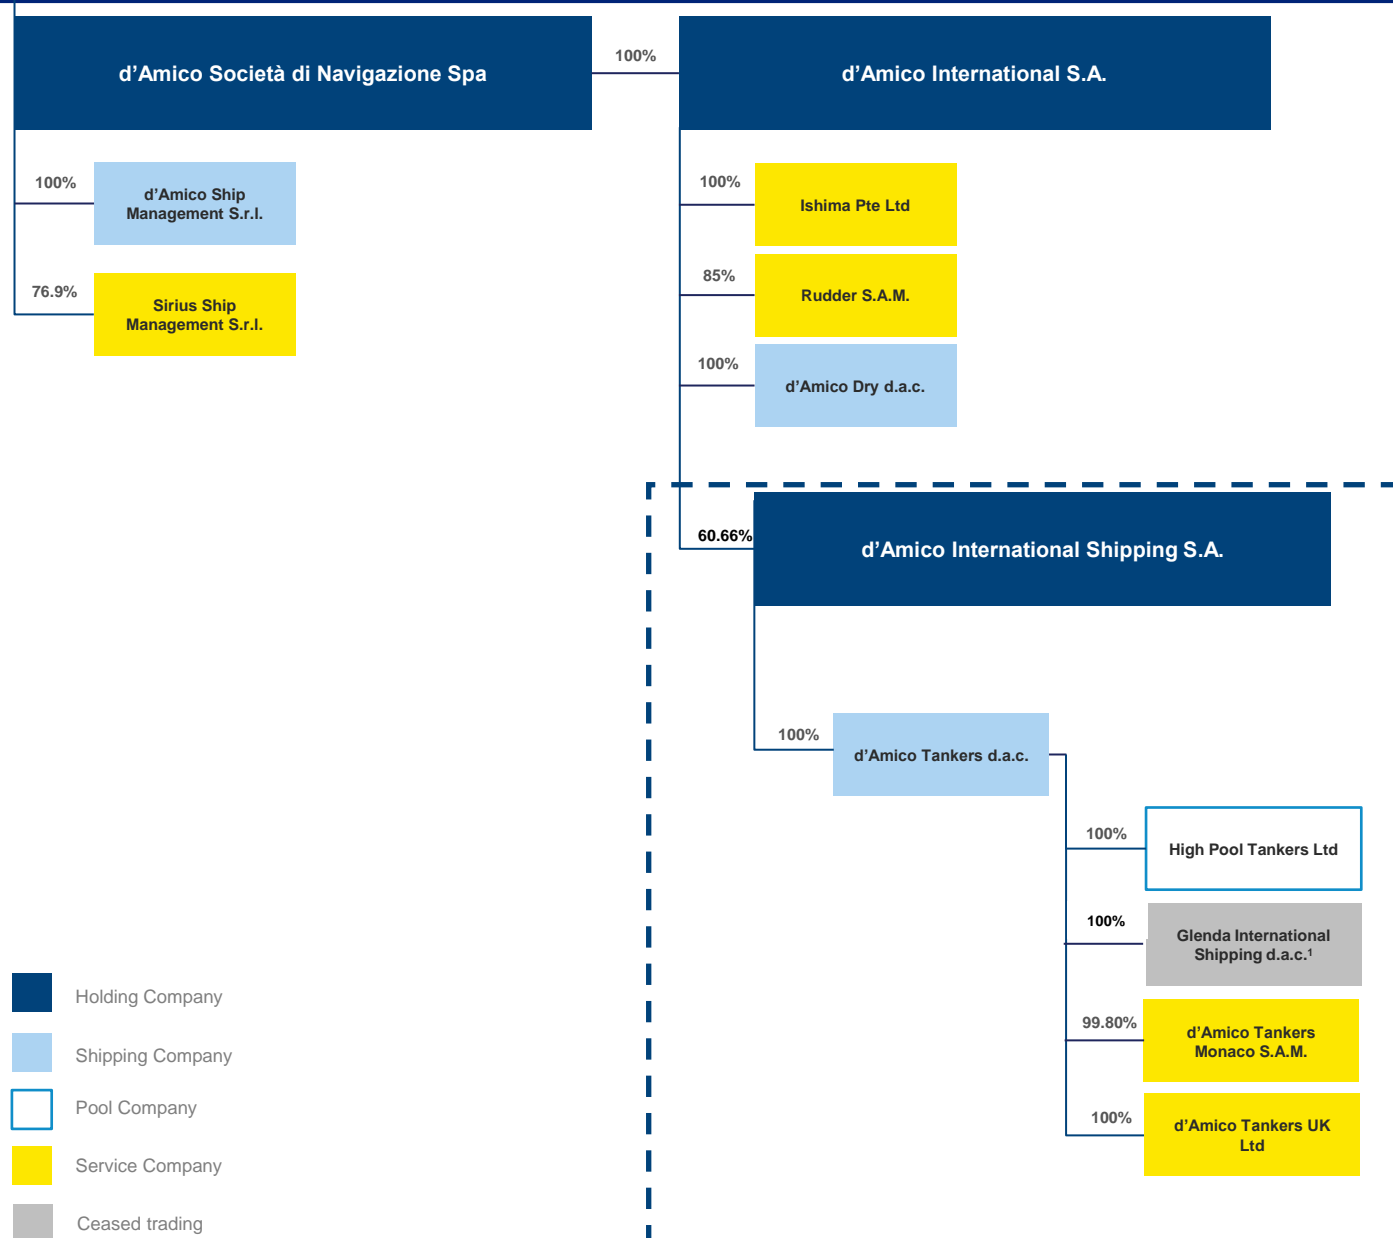 d'Amico Società di Navigazione Spa
100%
d'Amico International S.A.
100%
d'Amico Ship
Management S.r.l.
76.9%
Sirius Ship
Management S.r.l.
100%
Ishima Pte Ltd
85%
Rudder S.A.M.
100%
d'Amico Dry d.a.c.
60.66%
d'Amico International Shipping S.A.
100%
d'Amico Tankers d.a.c.
100%
High Pool Tankers Ltd
100%
Glenda International
Shipping d.a.c.¹
99.80%
d'Amico Tankers
Monaco S.A.M.
100%
d'Amico Tankers UK
Ltd
Holding Company
Shipping Company
Pool Company
Service Company
Ceased trading